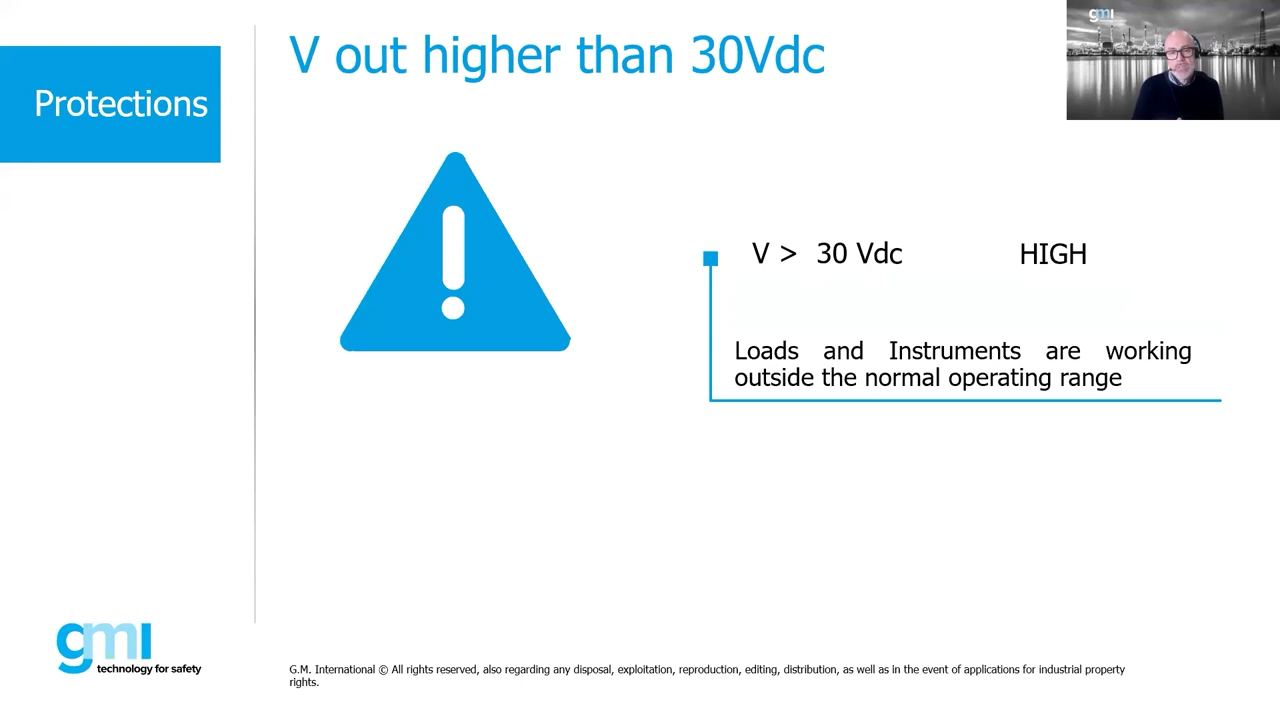 V out higher than 30Vdc
Protections
gmi
V > 30 Vdc HIGH
Loads and Instruments are working
outside the normal operating range
gmi
technology for safety
G.M. International © All rights reserved, also regarding any disposal, exploitation, reproduction, editing, distribution, as well as in the event of applications for industrial property
rights.